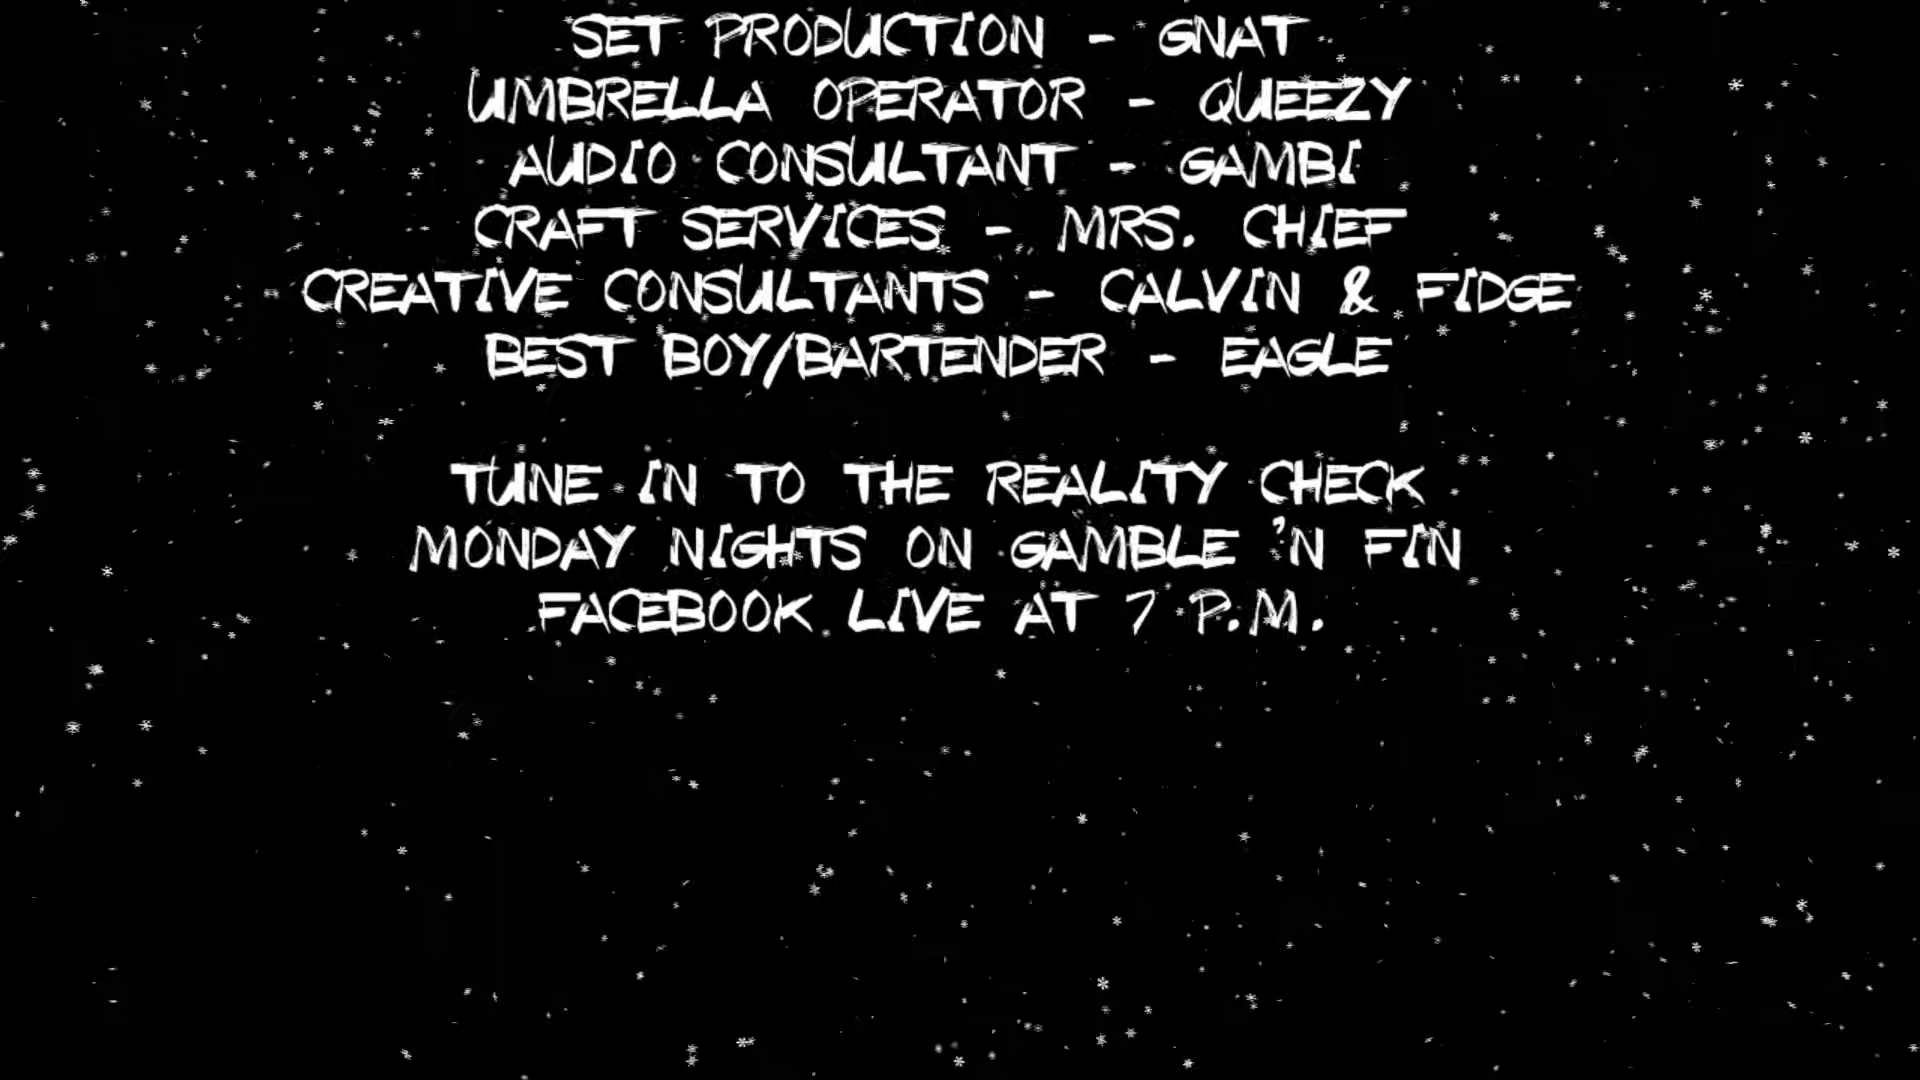 SET PRODUCTION - GNAT
UMBRELLA OPERATOR - QUEEZY
AUDIO CONSULTANT - GAMBI
CRAFT SERVICES - MRS. CHIEF
CREATIVE CONSULTANTS - CALVIN & FIDGE
BEST BOY/BARTENDER - EAGLE
TUNE IN TO THE REALITY CHECK
MONDAY NIGHTS ON GAMBLE 'N FIN
FACEBOOK LIVE AT 7 P.M.